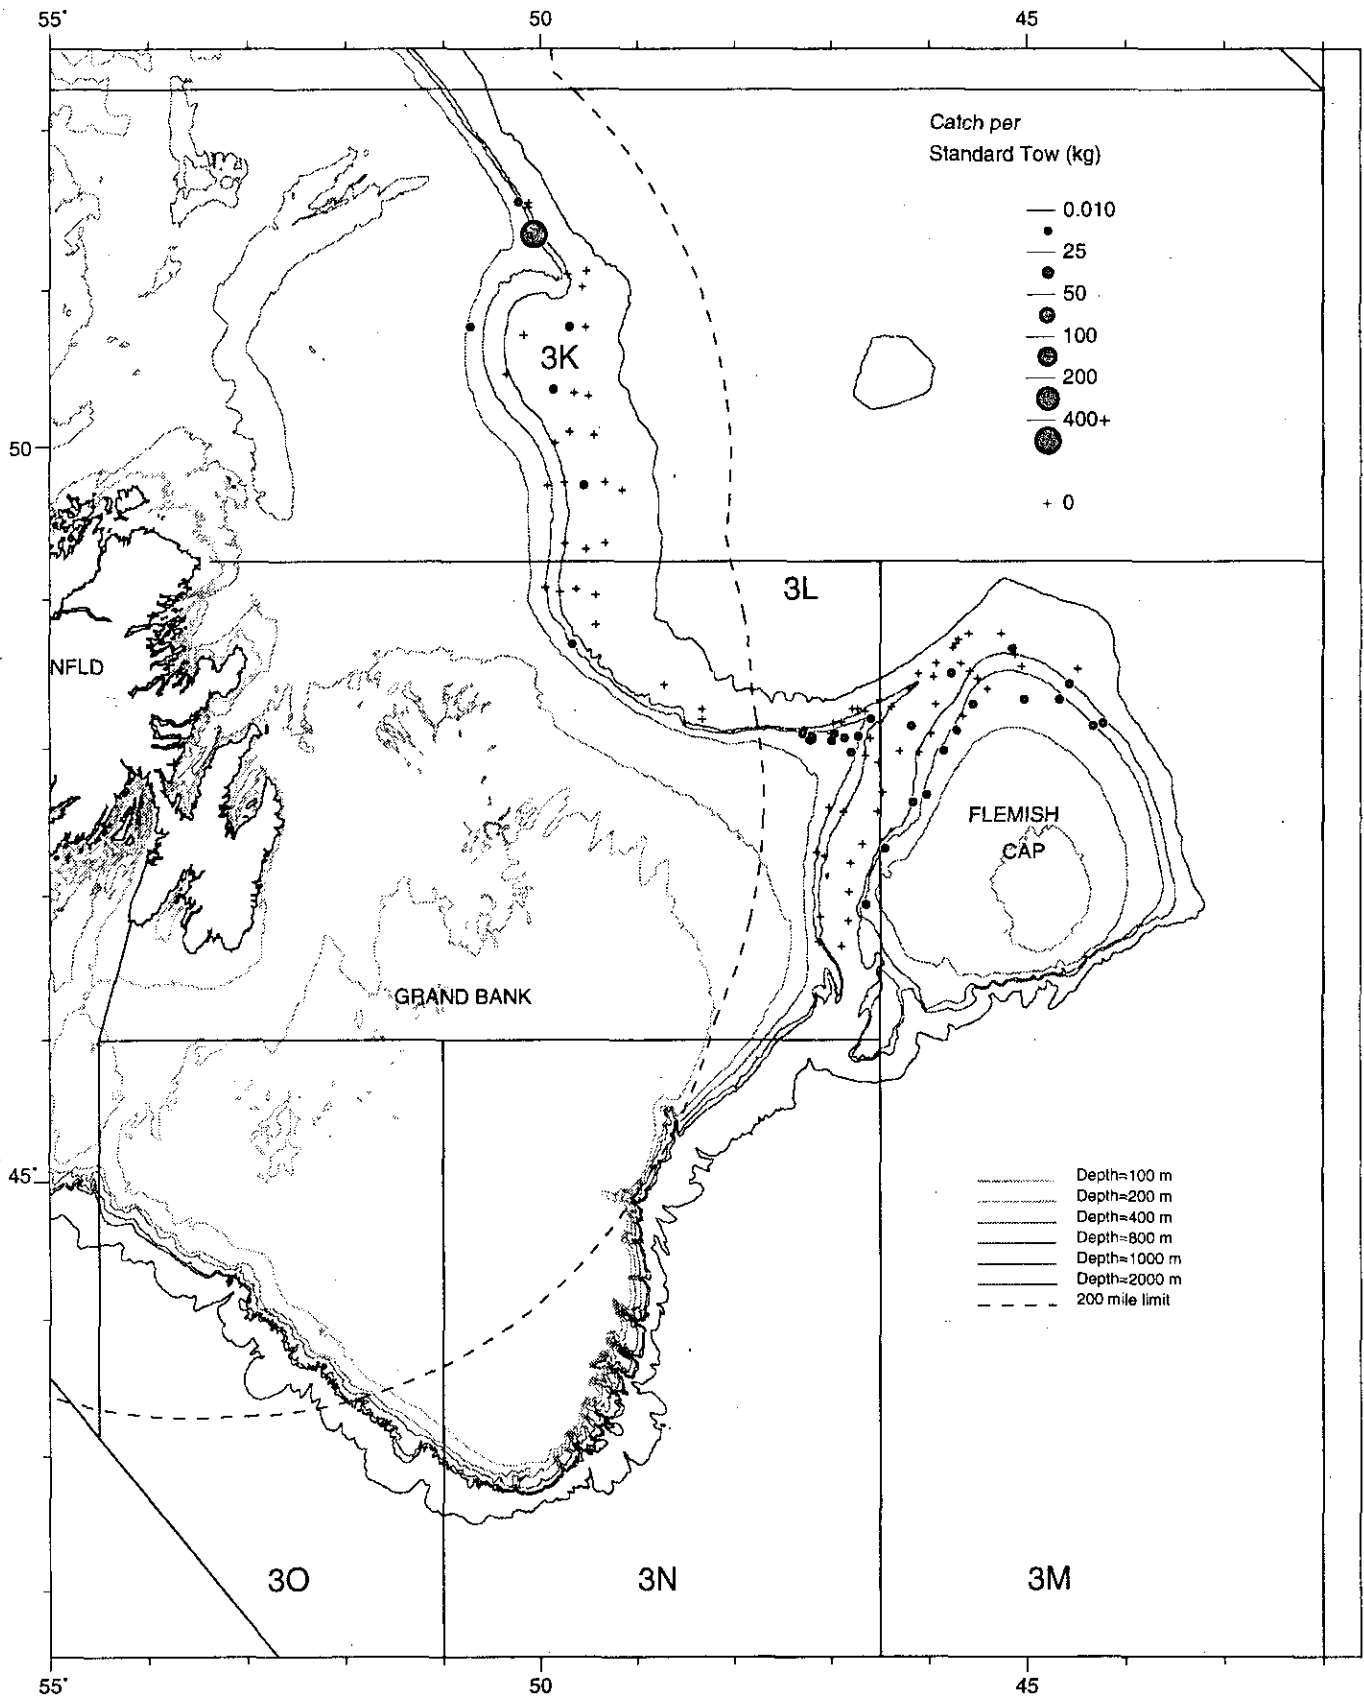 55°
50
45
Catch per
Standard Tow (kg)
0.010
25
50
100
200
400+
+ 0
3K
50
3L
NFLD
FLEMISH
CAP
GRAND BANK
45°
Depth=100 m
Depth=200 m
Depth=400 m
Depth=800 m
Depth=1000 m
Depth=2000 m
200 mile limit
3O
3N
3M
55°
50
45